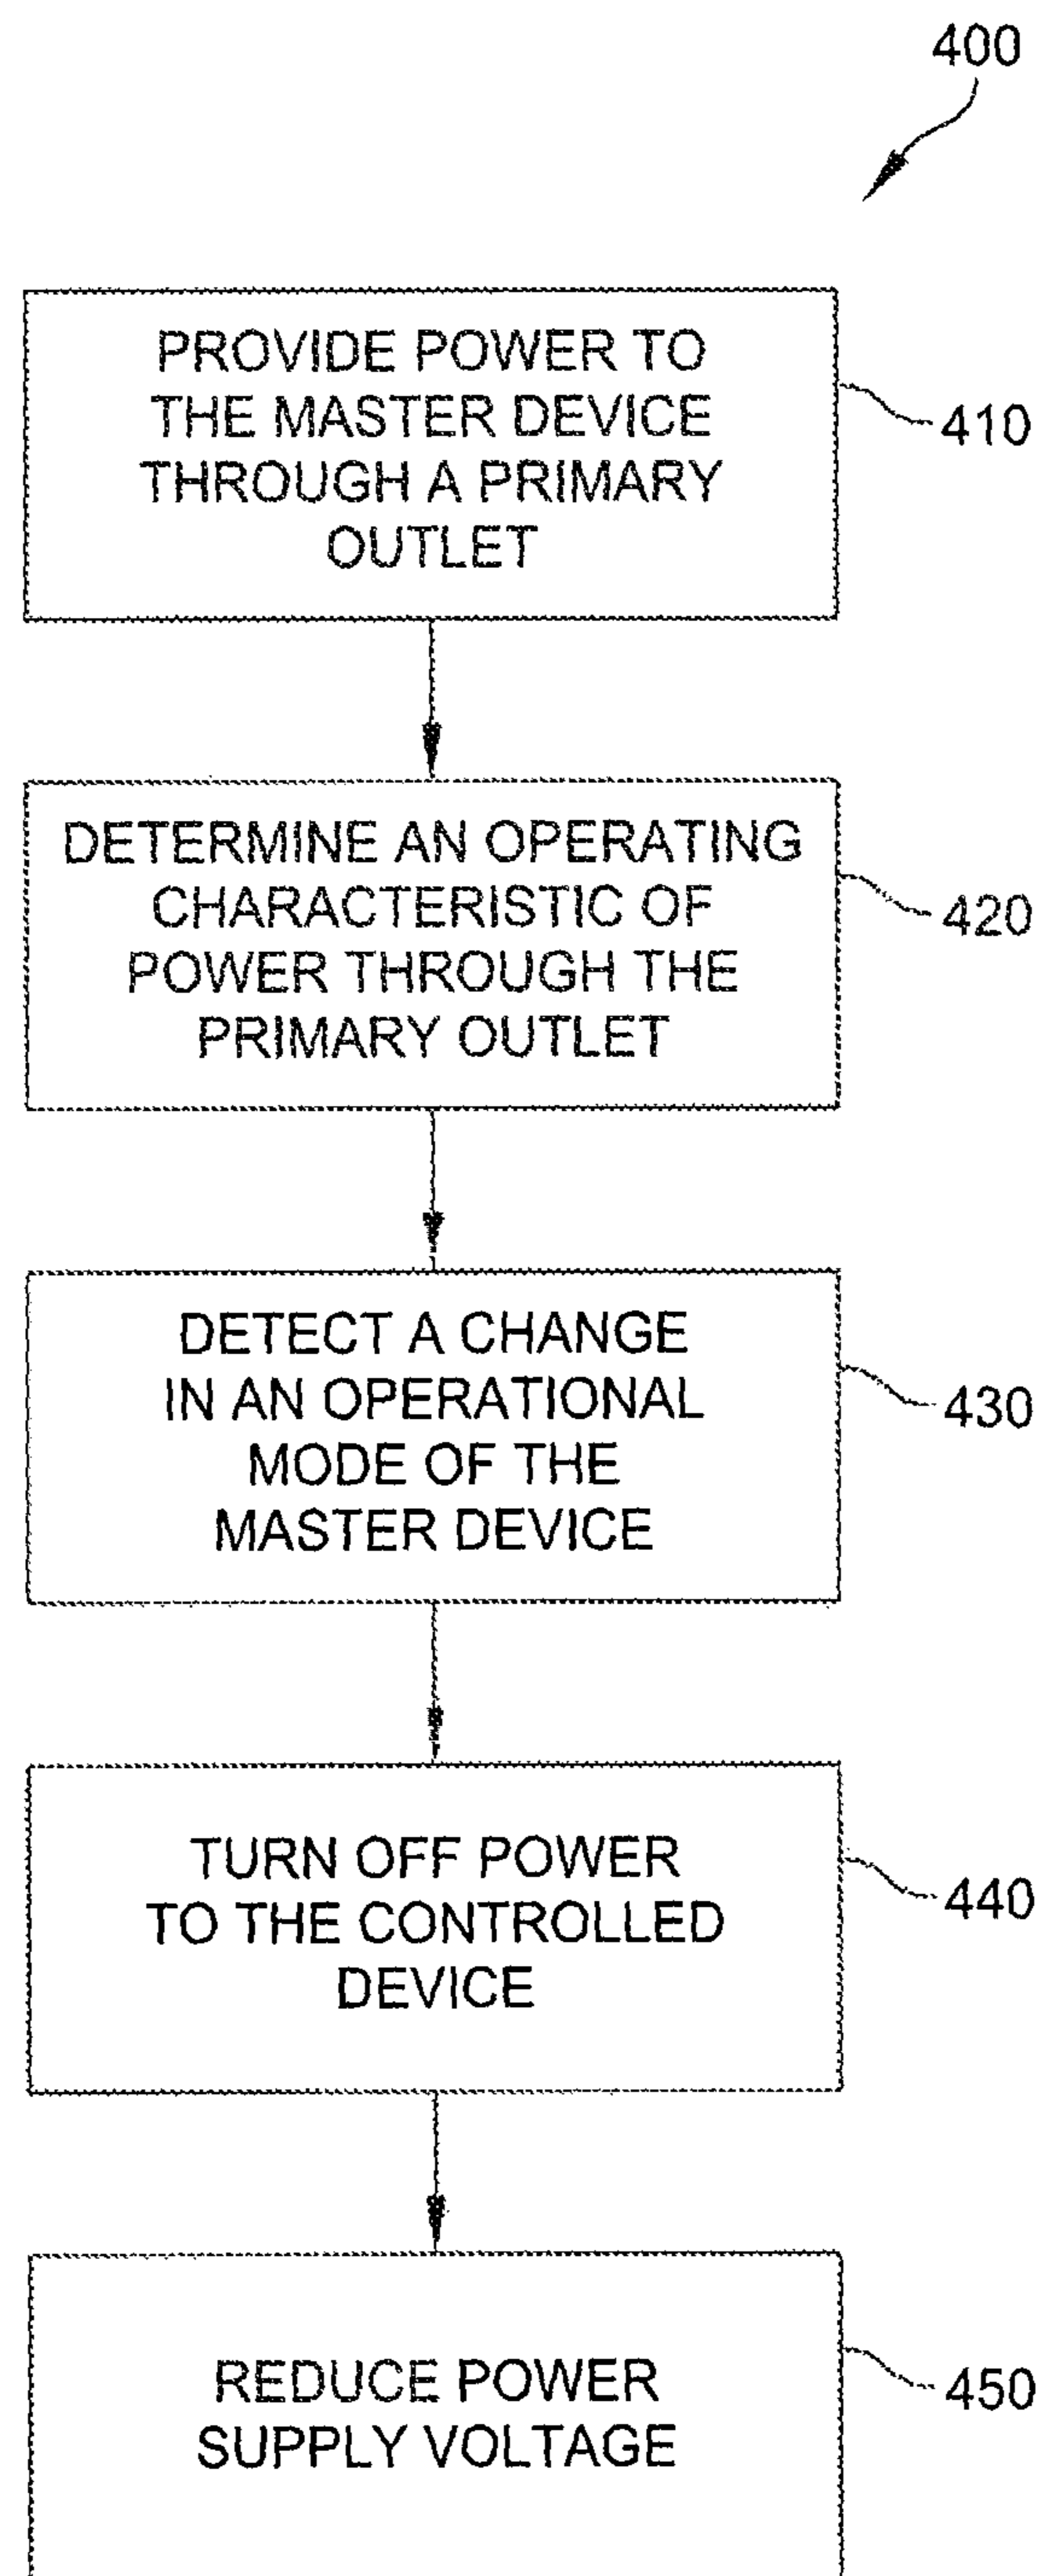 400
PROVIDE POWER TO
THE MASTER DEVICE
THROUGH A PRIMARY
OUTLET
410
DETERMINE AN OPERATING
CHARACTERISTIC OF
POWER THROUGH THE
PRIMARY OUTLET
420
DETECT A CHANGE
IN AN OPERATIONAL
MODE OF THE
MASTER DEVICE
430
TURN OFF POWER
TO THE CONTROLLED
DEVICE
440
REDUCE POWER
SUPPLY VOLTAGE
450